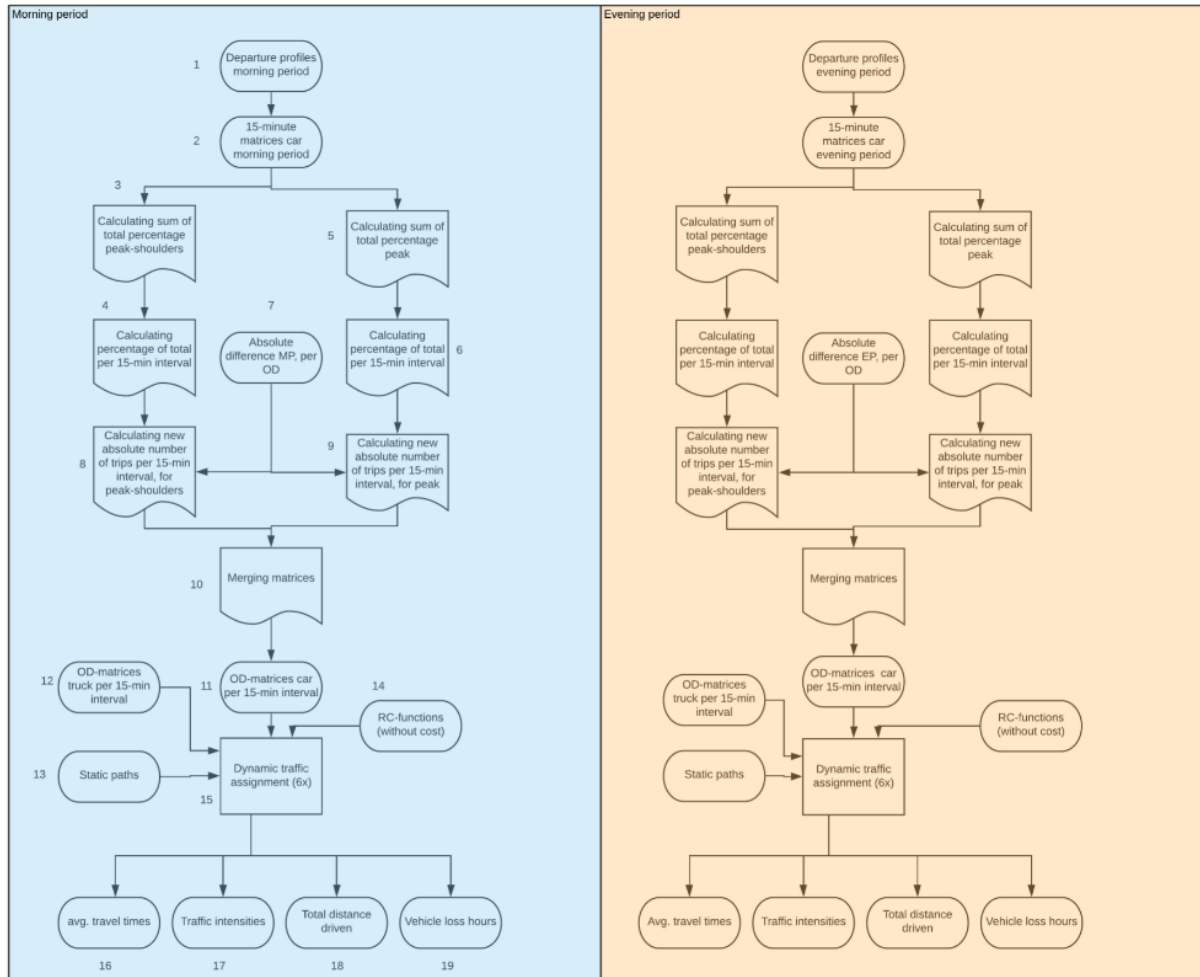 Morning period
1
Departure profiles
morning period
2
15-minute
matrices car
morning period
3
Calculating sum of
total percentage
peak-shoulders
5
Calculating sum of
total percentage
peak
4
Calculating
percentage of total
per 15-min interval
7
Absolute
difference MP, per
OD
Calculating
percentage of total
per 15-min interval
6
8
Calculating new
absolute number
of trips per 15-min
interval, for
peak-shoulders
9
Calculating new
absolute number
of trips per 15-min
interval, for peak
10
Merging matrices
12
OD-matrices
truck per 15-min
interval
11
OD-matrices car
per 15-min interval
14
RC-functions
(without cost)
13
Static paths
Dynamic traffic
assignment (6x)
15
avg. travel times
Traffic intensities
Total distance
driven
Vehicle loss hours
16
17
18
19
Evening period
Departure profiles
evening period
15-minute
matrices car
evening period
Calculating sum of
total percentage
peak-shoulders
Calculating sum of
total percentage
peak
Calculating
percentage of total
per 15-min interval
Absolute
difference EP, per
OD
Calculating
percentage of total
per 15-min interval
Calculating new
absolute number
of trips per 15-min
interval, for
peak-shoulders
Calculating new
absolute number
of trips per 15-min
interval, for peak
Merging matrices
OD-matrices
truck per 15-min
interval
OD-matrices car
per 15-min interval
RC-functions
(without cost)
Static paths
Dynamic traffic
assignment (6x)
Avg. travel times
Traffic intensities
Total distance
driven
Vehicle loss hours